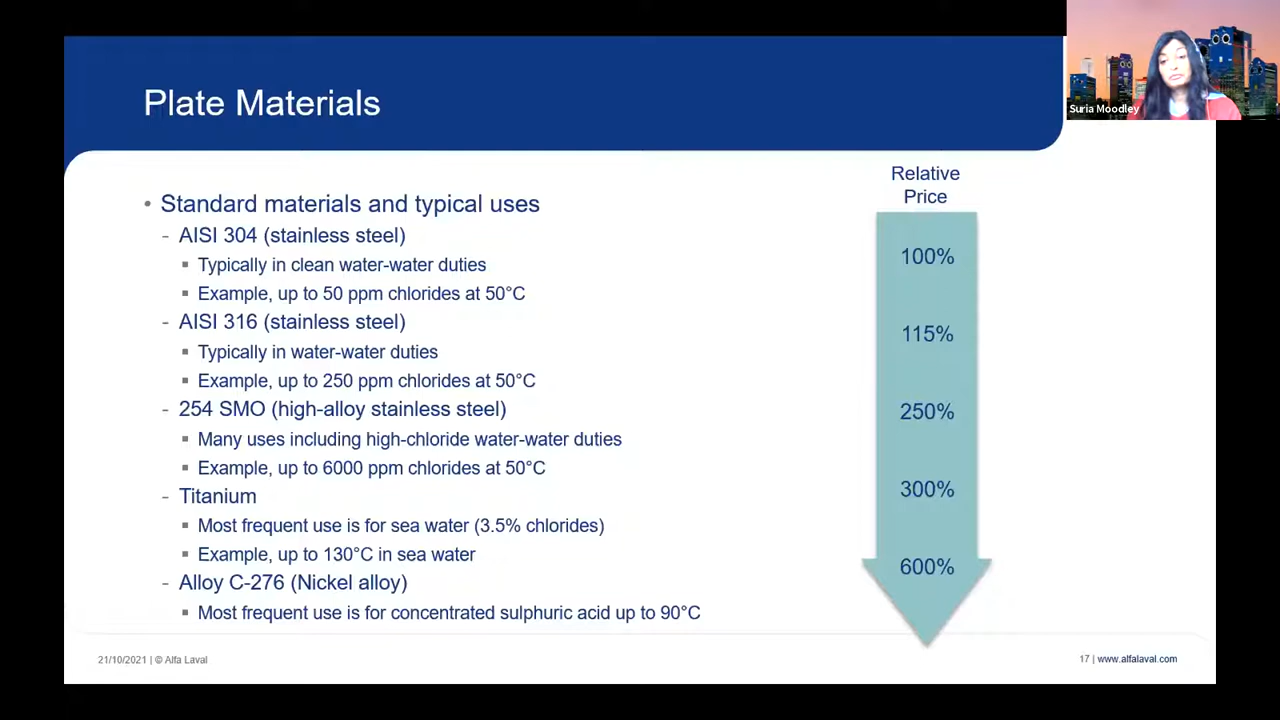 Plate Materials
Suria Moodley
Relative
Price
• Standard materials and typical uses
- AISI 304 (stainless steel)
▪ Typically in clean water-water duties
▪ Example, up to 50 ppm chlorides at 50°C
- AISI 316 (stainless steel)
▪ Typically in water-water duties
▪ Example, up to 250 ppm chlorides at 50°C
- 254 SMO (high-alloy stainless steel)
▪ Many uses including high-chloride water-water duties
▪ Example, up to 6000 ppm chlorides at 50°C
- Titanium
▪ Most frequent use is for sea water (3.5% chlorides)
▪ Example, up to 130°C in sea water
- Alloy C-276 (Nickel alloy)
▪ Most frequent use is for concentrated sulphuric acid up to 90°C
100%
115%
250%
300%
600%
21/10/2021 | © Alfa Laval
17 | www.alfalaval.com